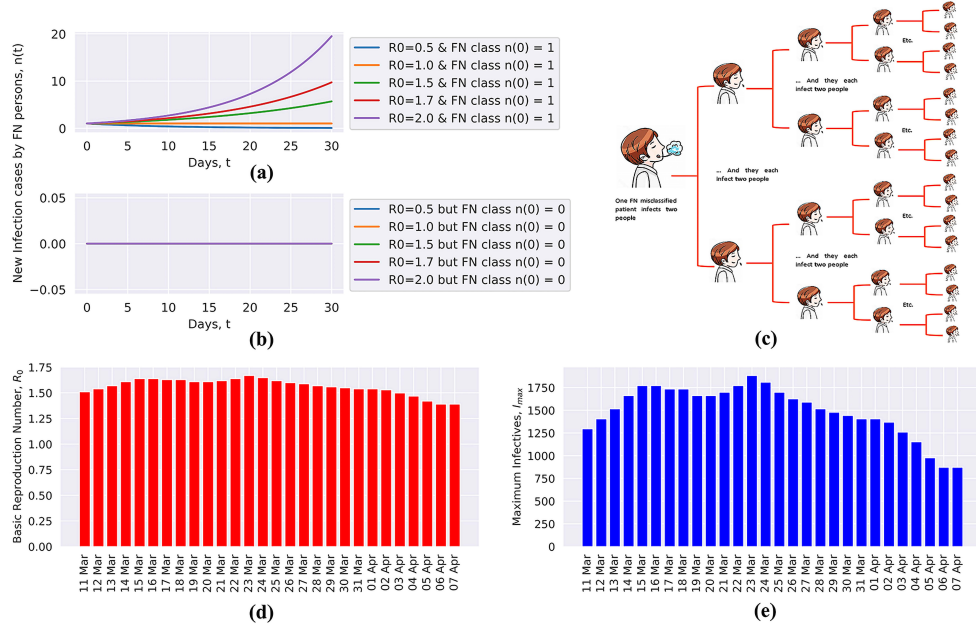 New Infection cases by FN persons, n(t)
20
10
0
0 5 10 15 20 25 30
Days, t
(a)
R0=0.5 & FN class n(0) = 1
R0=1.0 & FN class n(0) = 1
R0=1.5 & FN class n(0) = 1
R0=1.7 & FN class n(0) = 1
R0=2.0 & FN class n(0) = 1
0.05
0.00
−0.05
0 5 10 15 20 25 30
Days, t
(b)
R0=0.5 but FN class n(0) = 0
R0=1.0 but FN class n(0) = 0
R0=1.5 but FN class n(0) = 0
R0=1.7 but FN class n(0) = 0
R0=2.0 but FN class n(0) = 0
One FN misclassified
patient infects two
people
... And they each
infect two people
... And they each
infect two people
... And they each
infect two people
Etc.
Etc.
Etc.
Etc.
(c)
Basic Reproduction Number, R0
1.75
1.50
1.25
1.00
0.75
0.50
0.25
0.00
11 Mar
12 Mar
13 Mar
14 Mar
15 Mar
16 Mar
17 Mar
18 Mar
19 Mar
20 Mar
21 Mar
22 Mar
23 Mar
24 Mar
25 Mar
26 Mar
27 Mar
28 Mar
29 Mar
30 Mar
31 Mar
01 Apr
02 Apr
03 Apr
04 Apr
05 Apr
06 Apr
07 Apr
(d)
Maximum Infectives, Imax
1750
1500
1250
1000
750
500
250
0
11 Mar
12 Mar
13 Mar
14 Mar
15 Mar
16 Mar
17 Mar
18 Mar
19 Mar
20 Mar
21 Mar
22 Mar
23 Mar
24 Mar
25 Mar
26 Mar
27 Mar
28 Mar
29 Mar
30 Mar
31 Mar
01 Apr
02 Apr
03 Apr
04 Apr
05 Apr
06 Apr
07 Apr
(e)